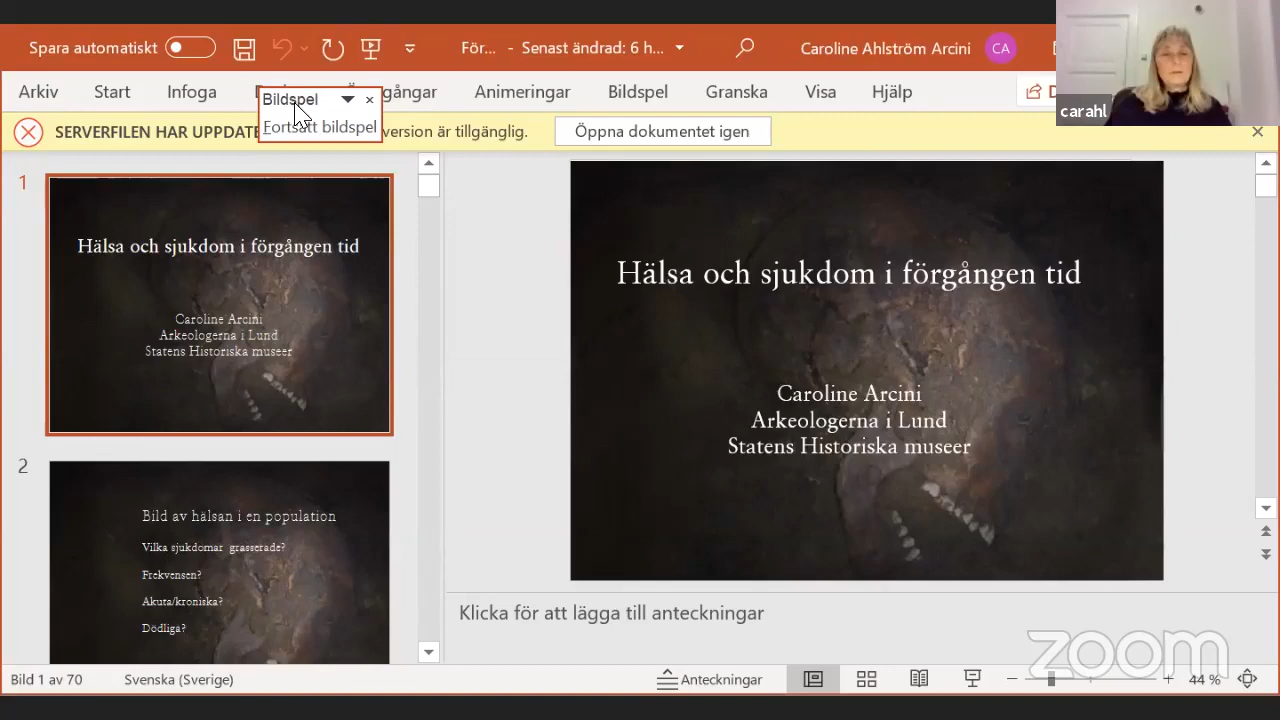 Spara automatiskt
För... - Senast ändrad: 6 h...
Caroline Ahlström Arcini
CA
Arkiv
Start
Infoga
Animeringar
Bildspel
Granska
Visa
Hjälp
Bildspel
Fortsätt bildspel
carahl
SERVERFILEN HAR
version är tillgänglig.
Öppna dokumentet igen
1
Hälsa och sjukdom i förgången tid
Caroline Arcini
Arkeologerna i Lund
Statens Historiska museer
2
Bild av hälsan i en population
Vilka sjukdomar grasserade?
Frekvensen?
Akuta/kroniska?
Dödliga?
Hälsa och sjukdom i förgången tid
Caroline Arcini
Arkeologerna i Lund
Statens Historiska museer
Klicka för att lägga till anteckningar
zoom
Bild 1 av 70
Svenska (Sverige)
Anteckningar
44 %